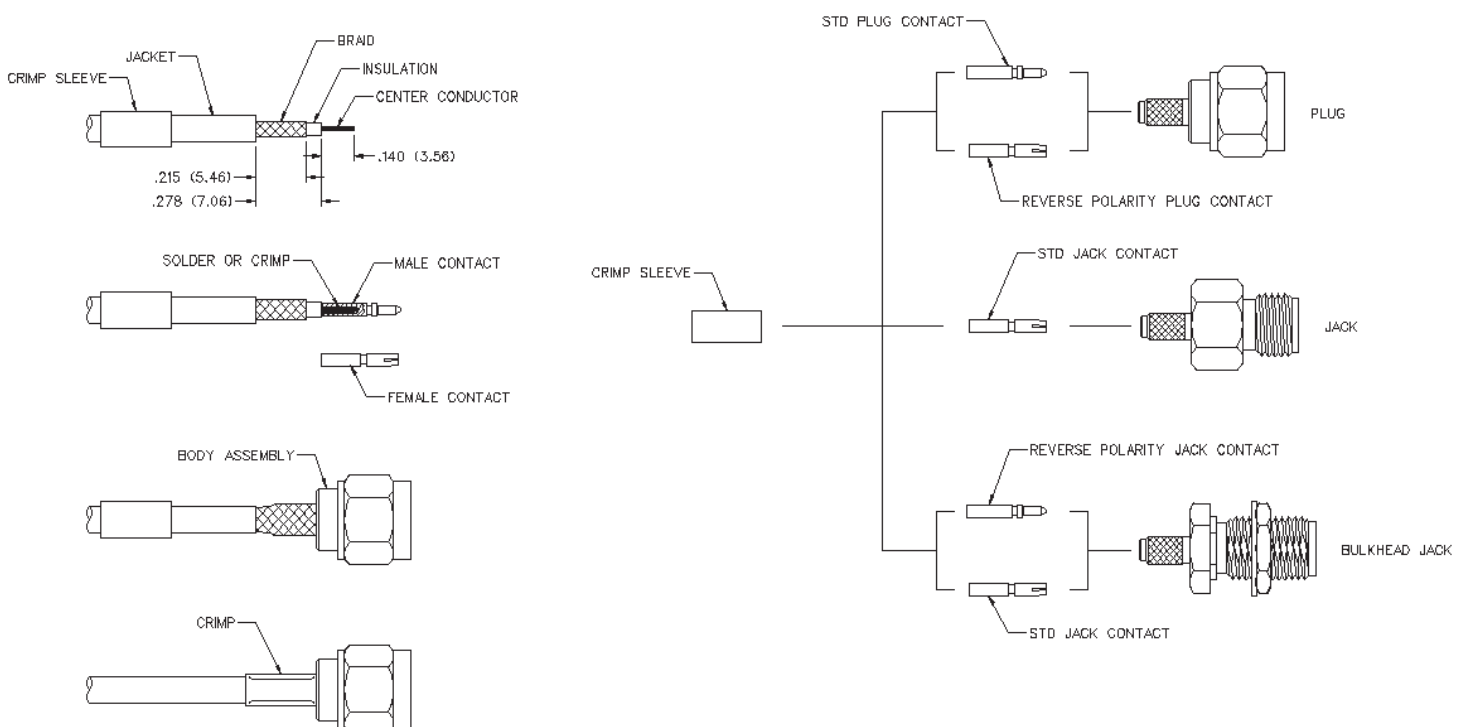 BRAID
JACKET
INSULATION
CRIMP SLEEVE
CENTER CONDUCTOR
.140 (3.56)
.215 (5.46)
.278 (7.06)
SOLDER OR CRIMP
MALE CONTACT
FEMALE CONTACT
BODY ASSEMBLY
CRIMP
STD PLUG CONTACT
PLUG
REVERSE POLARITY PLUG CONTACT
STD JACK CONTACT
CRIMP SLEEVE
JACK
REVERSE POLARITY JACK CONTACT
BULKHEAD JACK
STD JACK CONTACT